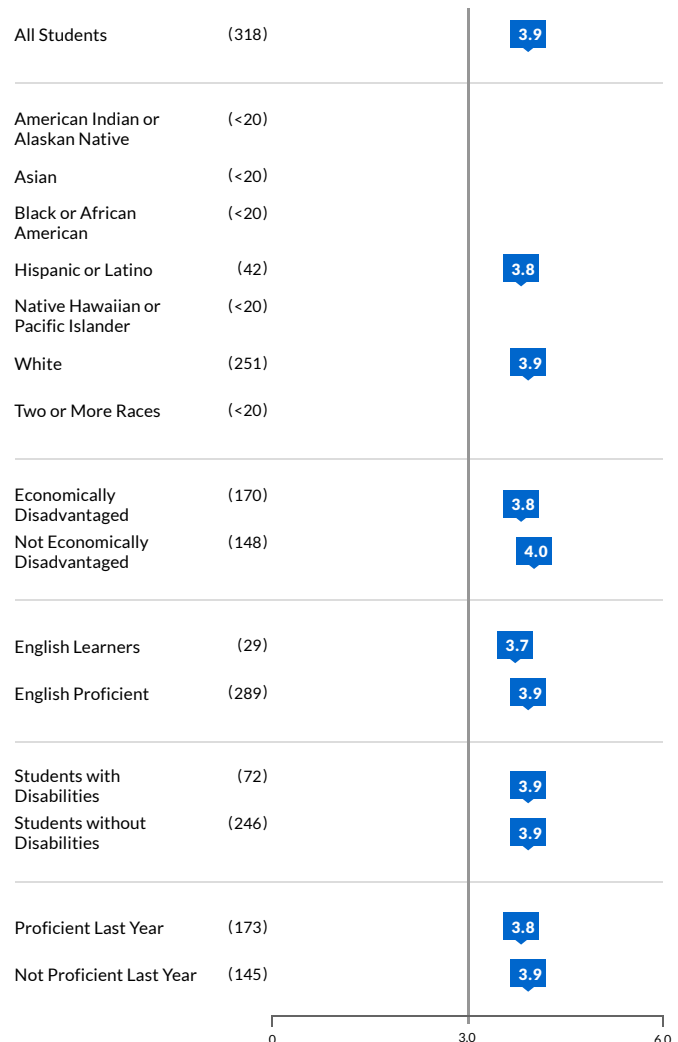 All Students (318) 3.9
American Indian or (<20)
Alaskan Native
Asian (<20)
Black or African (<20)
American
Hispanic or Latino (42) 3.8
Native Hawaiian or (<20)
Pacific Islander
White (251) 3.9
Two or More Races (<20)
Economically (170) 3.8
Disadvantaged
Not Economically (148) 4.0
Disadvantaged
English Learners (29) 3.7
English Proficient (289) 3.9
Students with (72) 3.9
Disabilities
Students without (246) 3.9
Disabilities
Proficient Last Year (173) 3.8
Not Proficient Last Year (145) 3.9
0 3.0 6.0